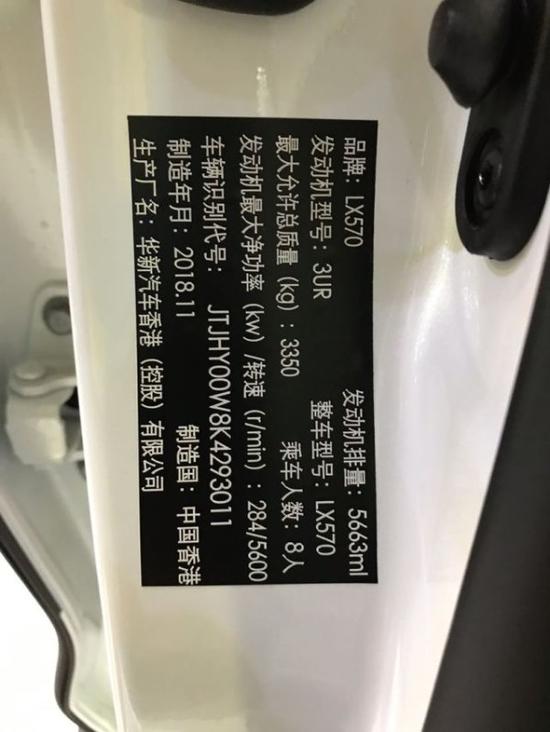 品牌：LX570 发动机排量：5663ml
发动机型号：3UR 整车型号：LX570
最大允许总质量（kg）：3350 乘车人数：8人
发动机最大净功率（kw）/转速（r/min）：284/5600
车辆识别代号： JTJHY00W8K4293011
制造年月：2018.11 制造国：中国香港
生产厂名：华新汽车香港（控股）有限公司